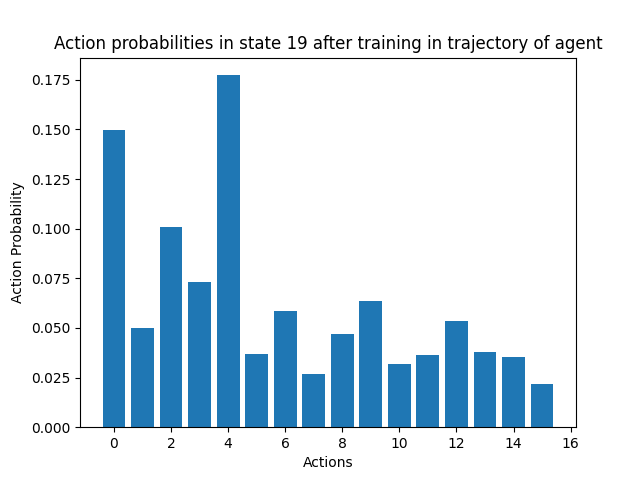 Action probabilities in state 19 after training in trajectory of agent
Action Probability
0.175
0.150
0.125
0.100
0.075
0.050
0.025
0.000
0 2 4 6 8 10 12 14 16
Actions